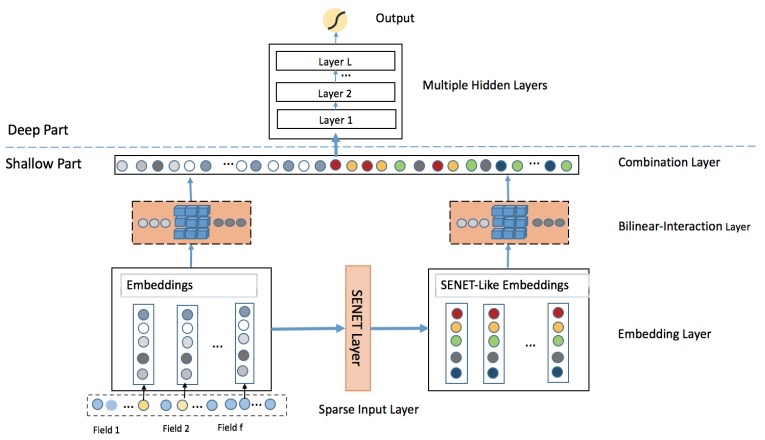 Output
Layer L
...
Layer 2
Layer 1
Multiple Hidden Layers
Deep Part
Shallow Part
...
...
Combination Layer
Bilinear-Interaction Layer
Embeddings
...
SENET Layer
SENET-Like Embeddings
...
Embedding Layer
... ... ...
Sparse Input Layer
Field 1
Field 2
Field f